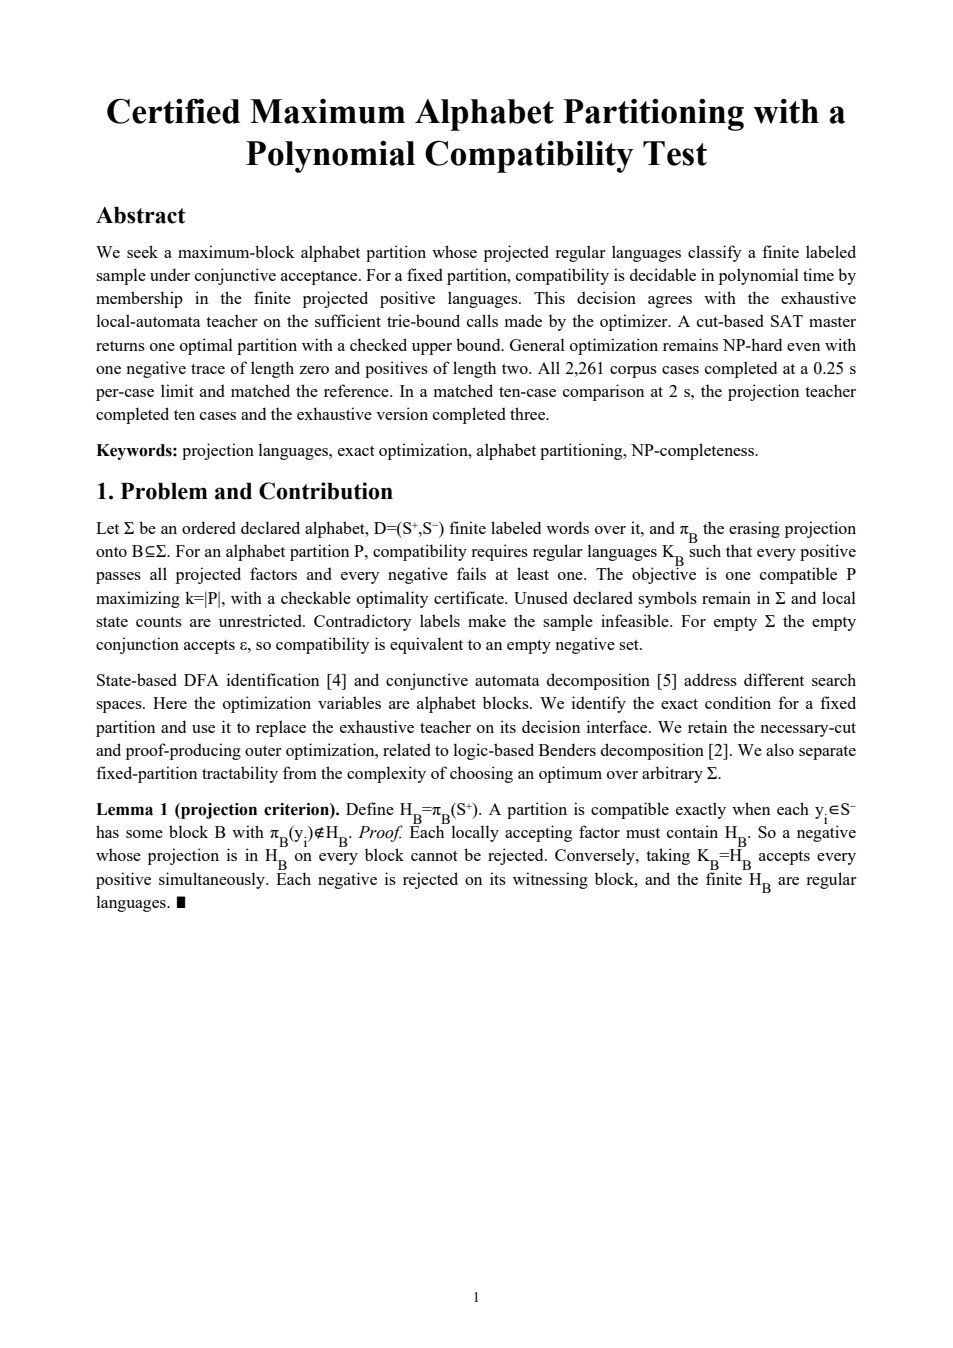 Certified Maximum Alphabet Partitioning with a
Polynomial Compatibility Test
Abstract
We seek a maximum-block alphabet partition whose projected regular languages classify a finite labeled
sample under conjunctive acceptance. For a fixed partition, compatibility is decidable in polynomial time by
membership in the finite projected positive languages. This decision agrees with the exhaustive
local-automata teacher on the sufficient trie-bound calls made by the optimizer. A cut-based SAT master
returns one optimal partition with a checked upper bound. General optimization remains NP-hard even with
one negative trace of length zero and positives of length two. All 2,261 corpus cases completed at a 0.25 s
per-case limit and matched the reference. In a matched ten-case comparison at 2 s, the projection teacher
completed ten cases and the exhaustive version completed three.
Keywords: projection languages, exact optimization, alphabet partitioning, NP-completeness.
1. Problem and Contribution
Let Σ be an ordered declared alphabet, D=(S⁺,S⁻) finite labeled words over it, and π_B the erasing projection
onto B⊆Σ. For an alphabet partition P, compatibility requires regular languages K_B such that every positive
passes all projected factors and every negative fails at least one. The objective is one compatible P
maximizing k=|P|, with a checkable optimality certificate. Unused declared symbols remain in Σ and local
state counts are unrestricted. Contradictory labels make the sample infeasible. For empty Σ the empty
conjunction accepts ε, so compatibility is equivalent to an empty negative set.
State-based DFA identification [4] and conjunctive automata decomposition [5] address different search
spaces. Here the optimization variables are alphabet blocks. We identify the exact condition for a fixed
partition and use it to replace the exhaustive teacher on its decision interface. We retain the necessary-cut
and proof-producing outer optimization, related to logic-based Benders decomposition [2]. We also separate
fixed-partition tractability from the complexity of choosing an optimum over arbitrary Σ.
Lemma 1 (projection criterion). Define H_B=π_B(S⁺). A partition is compatible exactly when each y_i∈S⁻
has some block B with π_B(y_i)∉H_B. Proof. Each locally accepting factor must contain H_B. So a negative
whose projection is in H_B on every block cannot be rejected. Conversely, taking K_B=H_B accepts every
positive simultaneously. Each negative is rejected on its witnessing block, and the finite H_B are regular
languages. ∎
1